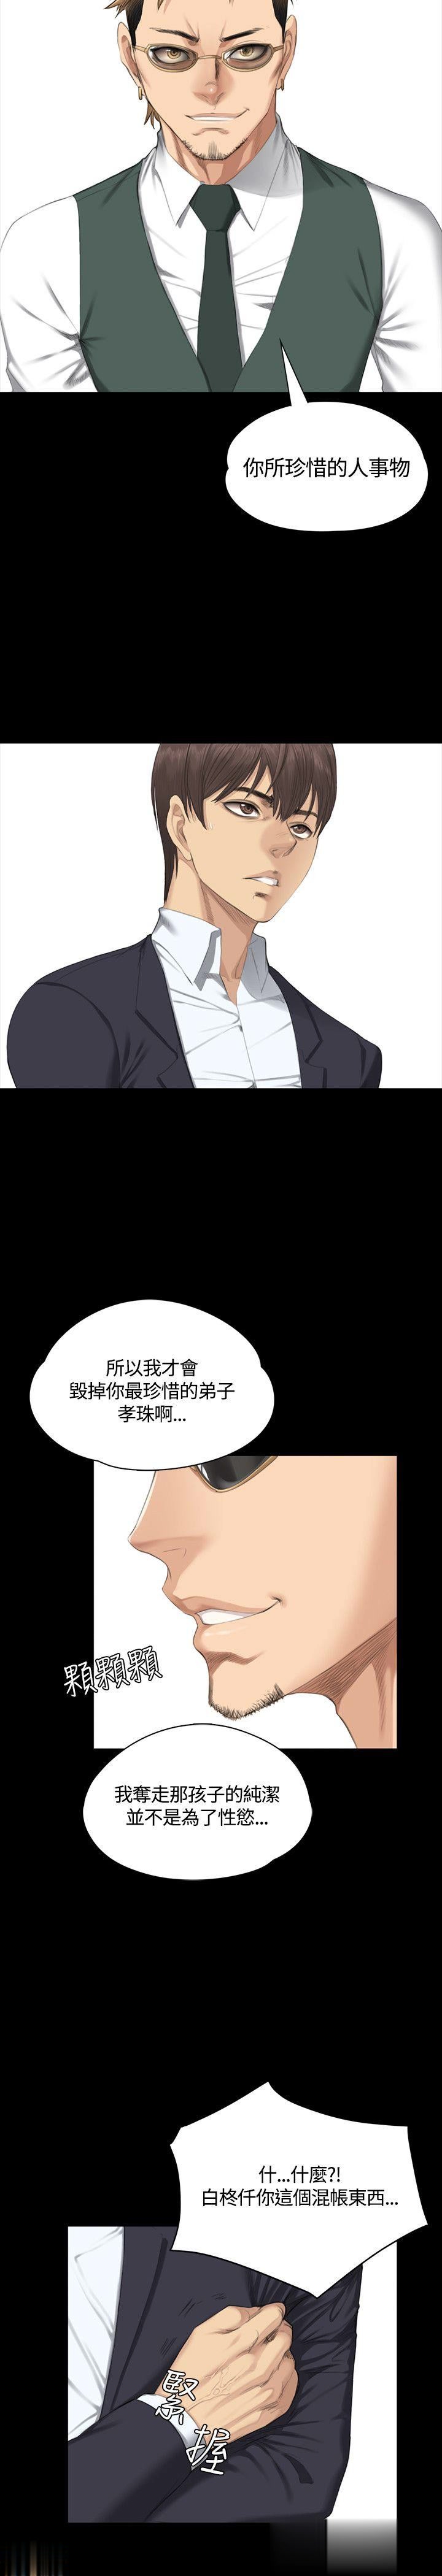 你所珍惜的人事物
所以我才會
毀掉你最珍惜的弟子
孝珠啊...
顆顆顆
我奪走那孩子的純潔
並不是為了性慾...
什...什麼?!
白柊仟你這個混帳東西...
緊握